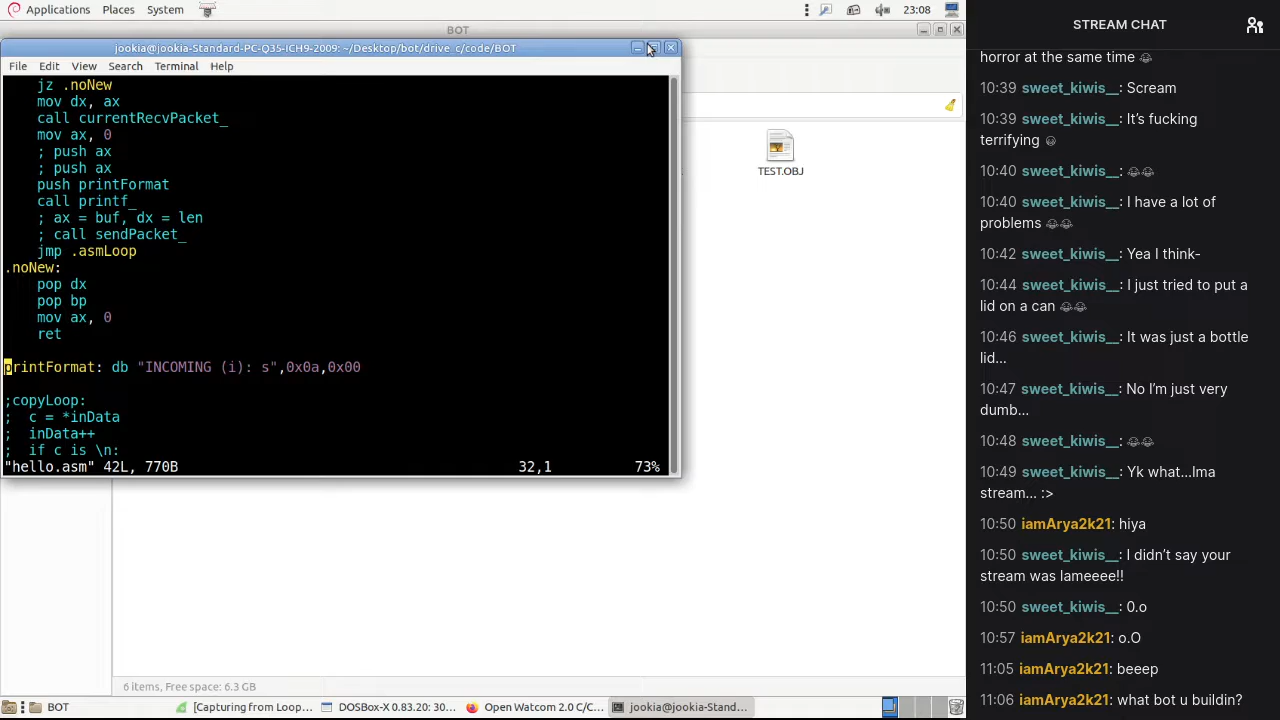 Applications Places System 23:08
BOT
jookia@jookia-Standard-PC-Q35-ICH9-2009: ~/Desktop/bot/drive_c/code/BOT
File Edit View Search Terminal Help
jz .noNew
mov dx, ax
call currentRecvPacket_
mov ax, 0
; push ax
; push ax
push printFormat
call printf_
; ax = buf, dx = len
; call sendPacket_
jmp .asmLoop
.noNew:
pop dx
pop bp
mov ax, 0
ret
printFormat: db "INCOMING (i): s",0x0a,0x00
;copyLoop:
; c = *inData
; inData++
; if c is \n:
"hello.asm" 42L, 770B 32,1 73%
TEST.OBJ
6 items, Free space: 6.3 GB
BOT [Capturing from Loop... DOSBox-X 0.83.20: 30... Open Watcom 2.0 C/C... jookia@jookia-Stand...
STREAM CHAT
horror at the same time 😂
10:39 sweet_kiwis__: Scream
10:39 sweet_kiwis__: It's fucking
terrifying 😃
10:40 sweet_kiwis__: 😂😂
10:40 sweet_kiwis__: I have a lot of
problems 😂😂
10:42 sweet_kiwis__: Yea I think-
10:44 sweet_kiwis__: I just tried to put a
lid on a can 😂😂
10:46 sweet_kiwis__: It was just a bottle
lid...
10:47 sweet_kiwis__: No I'm just very
dumb...
10:48 sweet_kiwis__: 😂😂
10:49 sweet_kiwis__: Yk what...Ima
stream... :>
10:50 iamArya2k21: hiya
10:50 sweet_kiwis__: I didn't say your
stream was lameeee!!
10:50 sweet_kiwis__: 0.o
10:57 iamArya2k21: o.O
11:05 iamArya2k21: beeep
11:06 iamArya2k21: what bot u buildin?